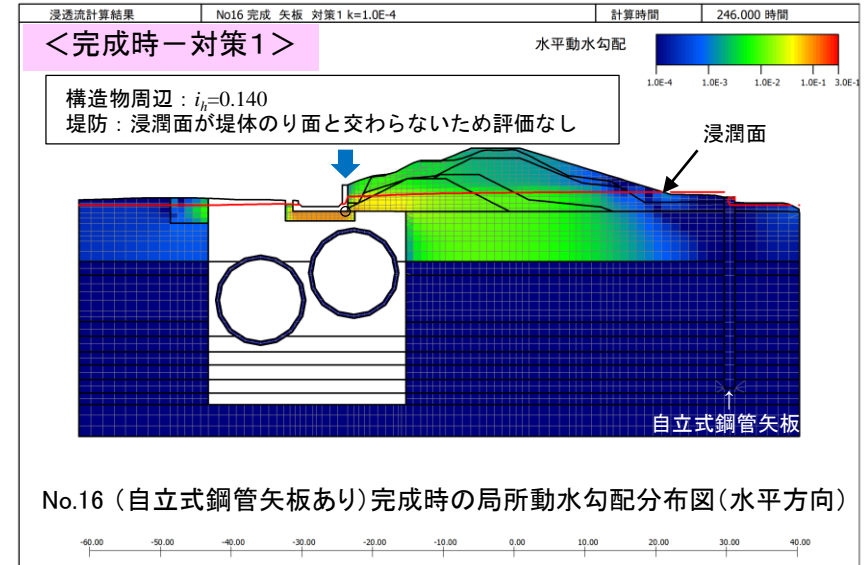 浸透流計算結果 No16 完成 矢板 対策1 k=1.0E-4 計算時間 246.000 時間
＜完成時－対策1＞
水平動水勾配
1.0E-4 1.0E-3 1.0E-2 1.0E-1 3.0E-1
構造物周辺：ih=0.140
堤防：浸潤面が堤体のり面と交わらないため評価なし
浸潤面
↑
自立式鋼管矢板
No.16（自立式鋼管矢板あり）完成時の局所動水勾配分布図（水平方向）
-60.00 -50.00 -40.00 -30.00 -20.00 -10.00 0.00 10.00 20.00 30.00 40.00